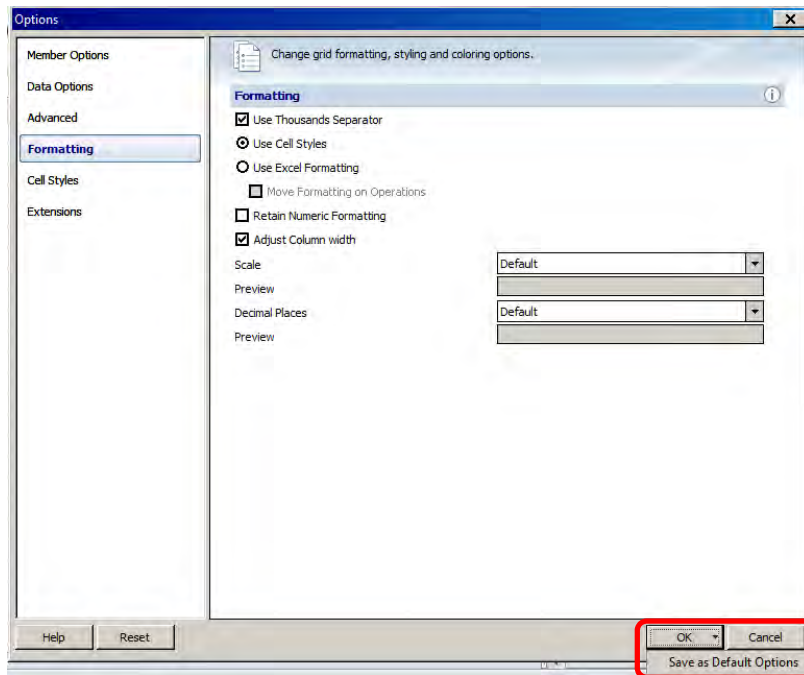 Options
Member Options
Data Options
Advanced
Formatting
Cell Styles
Extensions
Change grid formatting, styling and coloring options.
Formatting
Use Thousands Separator
Use Cell Styles
Use Excel Formatting
Move Formatting on Operations
Retain Numeric Formatting
Adjust Column width
Scale Default
Preview
Decimal Places Default
Preview
Help Reset OK Cancel
Save as Default Options